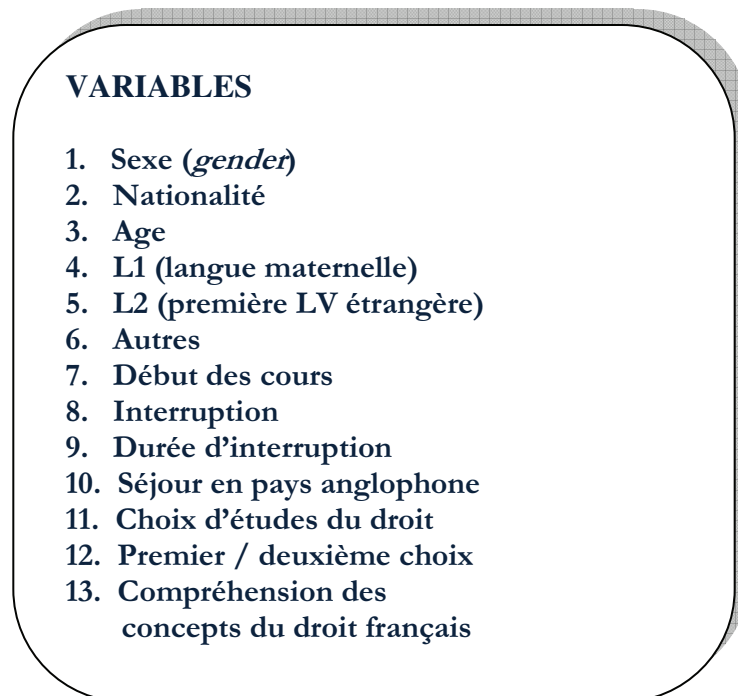 VARIABLES
1. Sexe (gender)
2. Nationalité
3. Age
4. L1 (langue maternelle)
5. L2 (première LV étrangère)
6. Autres
7. Début des cours
8. Interruption
9. Durée d’interruption
10. Séjour en pays anglophone
11. Choix d’études du droit
12. Premier / deuxième choix
13. Compréhension des
concepts du droit français